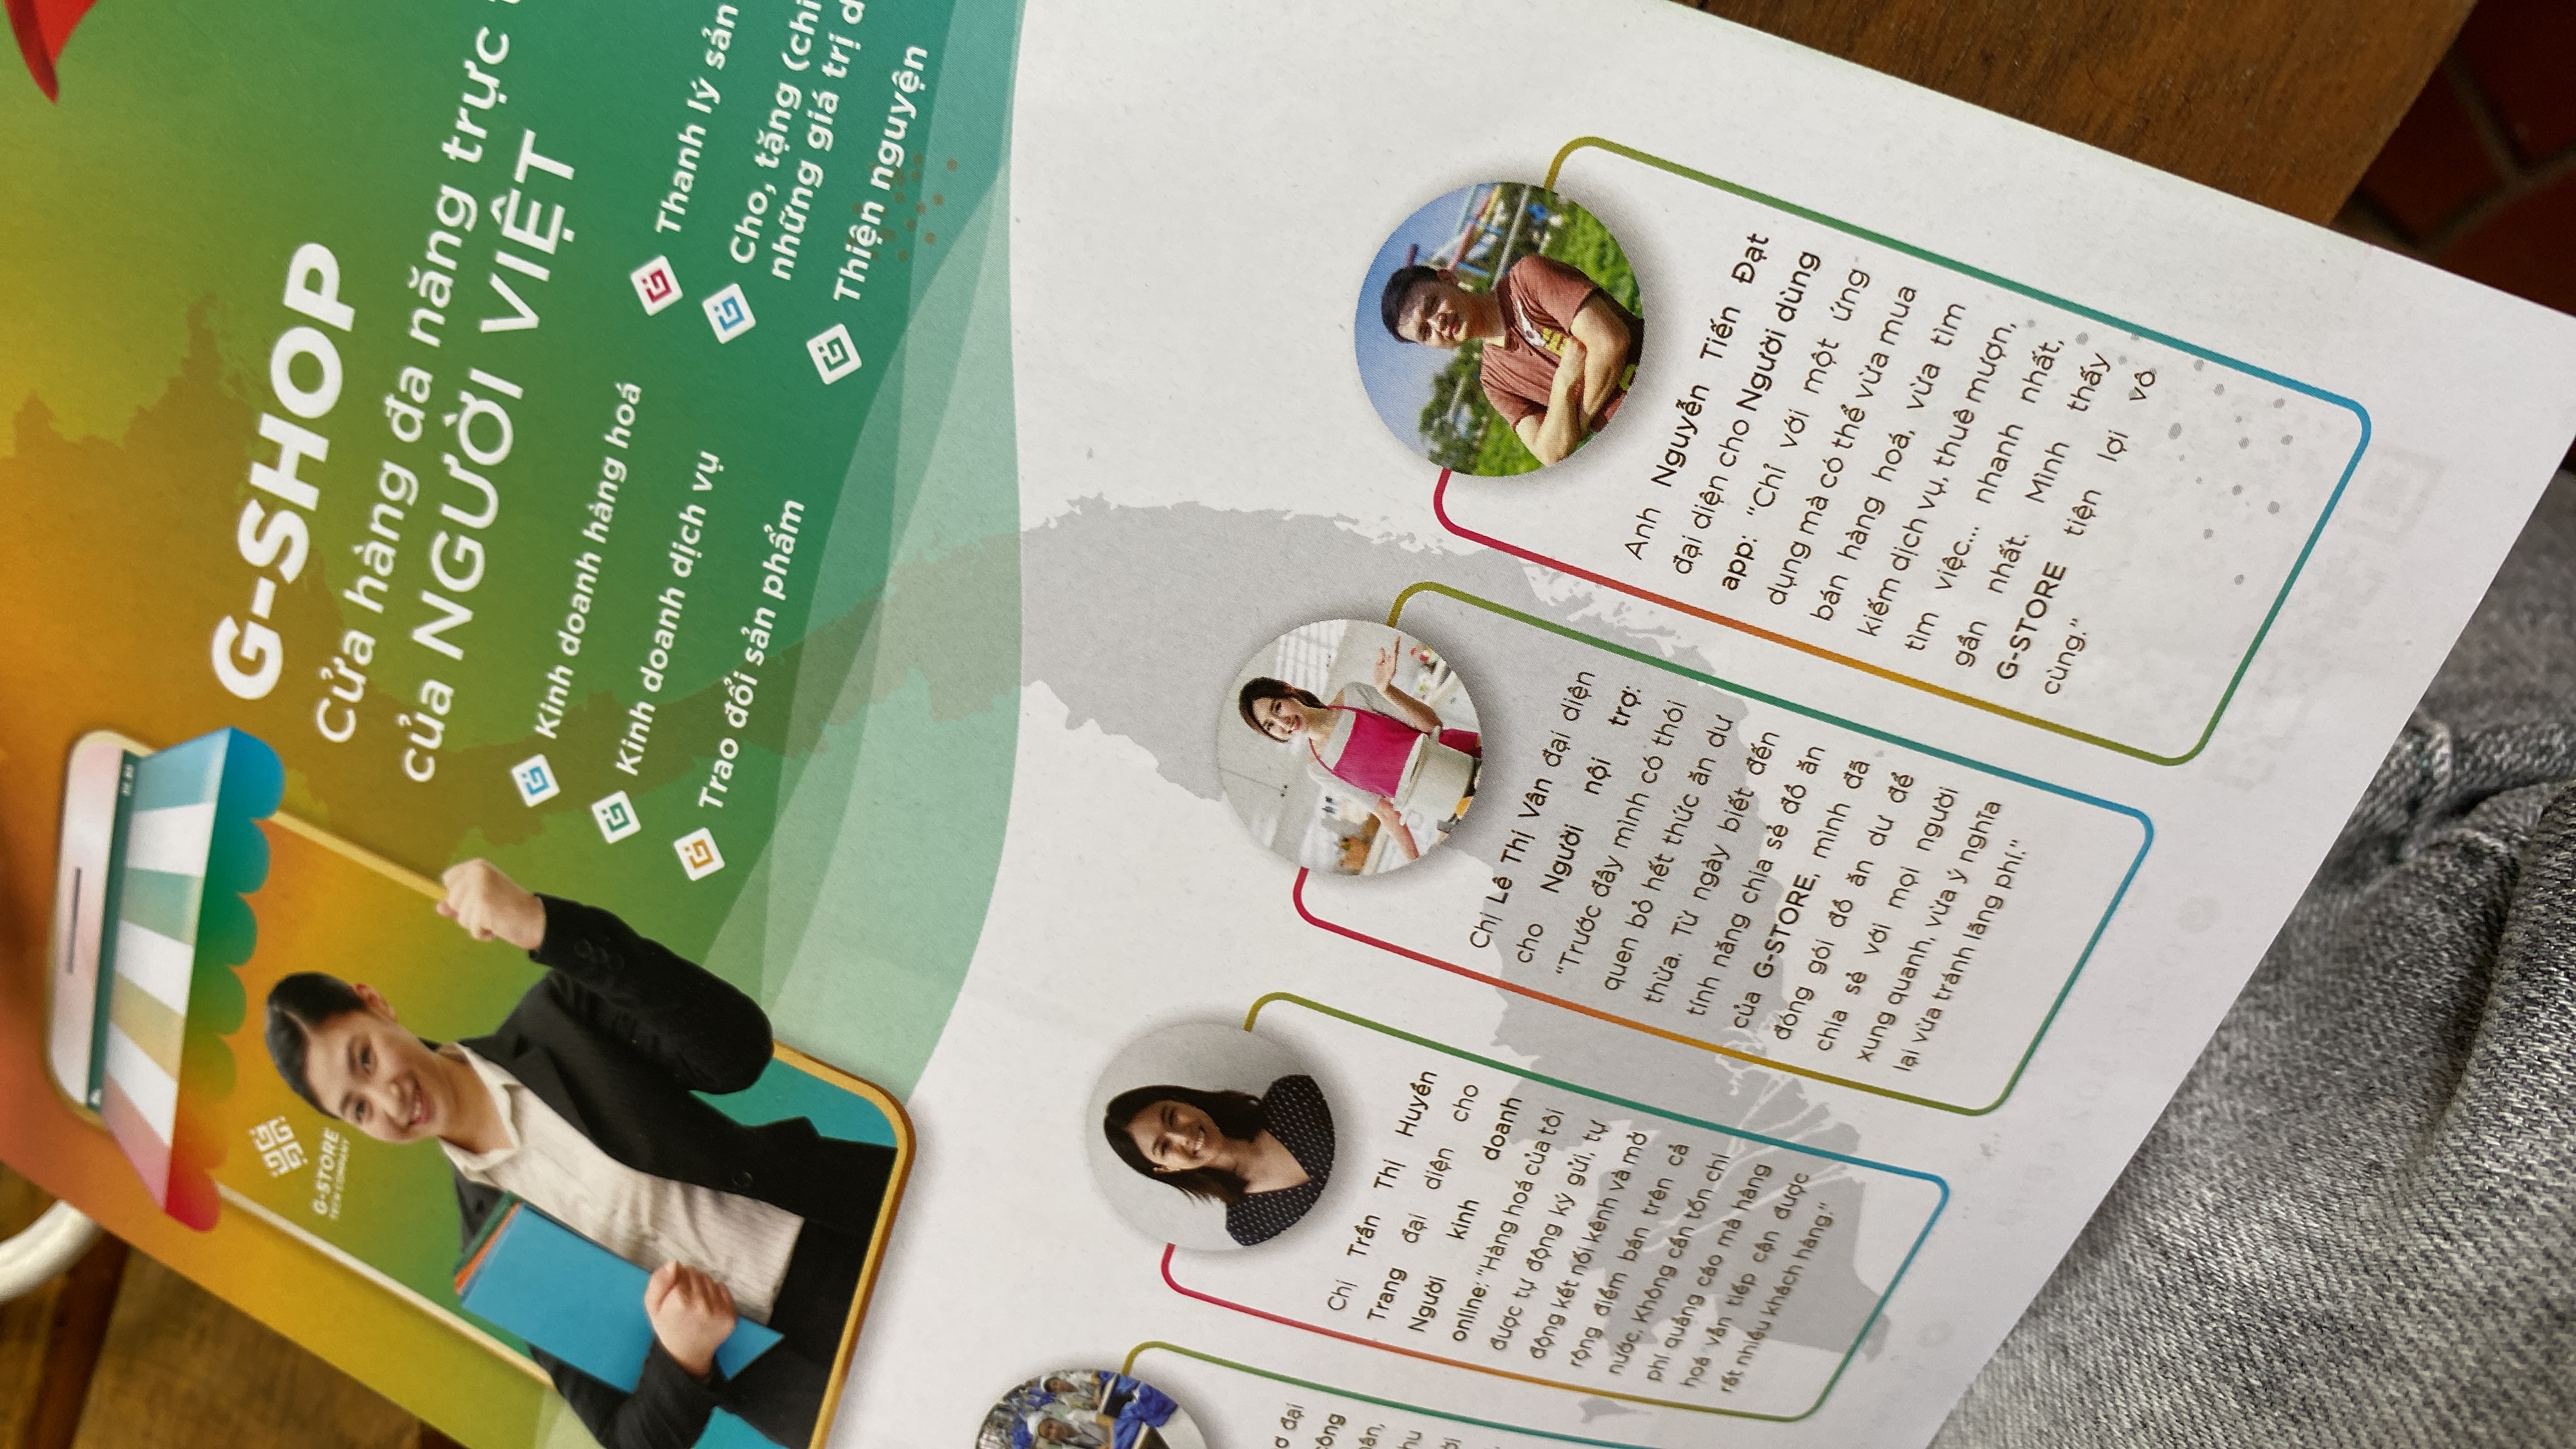 G-STORE
TECH COMPANY
G-SHOP
Cửa hàng đa năng trực
của NGƯỜI VIỆT
Kinh doanh hàng hoá
Kinh doanh dịch vụ
Trao đổi sản phẩm
Thanh lý sản
Cho, tặng (chi
những giá trị d
Thiện nguyện
đại
công
Chị Trần Thị Huyền
Trang đại diện cho
Người kinh doanh
online: “Hàng hoá của tôi
được tự động ký gửi, tự
động kết nối kênh và mở
rộng điểm bán trên cả
nước, Không cần tốn chi
phí quảng cáo mà hàng
hoá vẫn tiếp cận được
rất nhiều khách hàng.”
Chị Lê Thị Vân đại diện
cho Người nội trợ:
“Trước đây mình có thói
quen bỏ hết thức ăn dư
thừa. Từ ngày biết đến
tính năng chia sẻ đồ ăn
của G-STORE, mình đã
đóng gói đồ ăn dư để
chia sẻ với mọi người
xung quanh, vừa ý nghĩa
lại vừa tránh lãng phí.”
Anh Nguyễn Tiến Đạt
đại diện cho Người dùng
app: “Chỉ với một ứng
dụng mà có thể vừa mua
bán hàng hoá, vừa tìm
kiếm dịch vụ, thuê mượn,
tìm việc... nhanh nhất,
gần nhất. Mình thấy
G-STORE tiện lợi vô
cùng.”